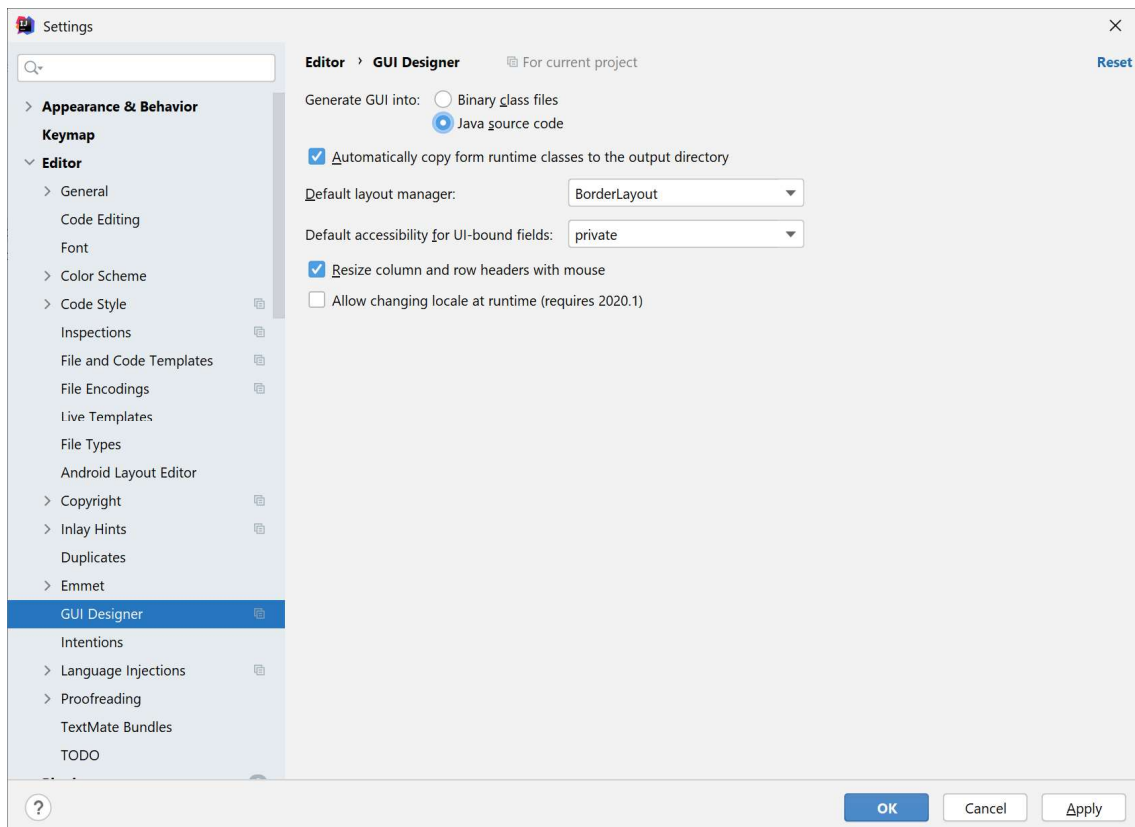 Settings
Editor › GUI Designer For current project Reset
Generate GUI into: Binary class files
Java source code
Automatically copy form runtime classes to the output directory
Default layout manager: BorderLayout
Default accessibility for UI-bound fields: private
Resize column and row headers with mouse
Allow changing locale at runtime (requires 2020.1)
Appearance & Behavior
Keymap
Editor
General
Code Editing
Font
Color Scheme
Code Style
Inspections
File and Code Templates
File Encodings
Live Templates
File Types
Android Layout Editor
Copyright
Inlay Hints
Duplicates
Emmet
GUI Designer
Intentions
Language Injections
Proofreading
TextMate Bundles
TODO
? OK Cancel Apply